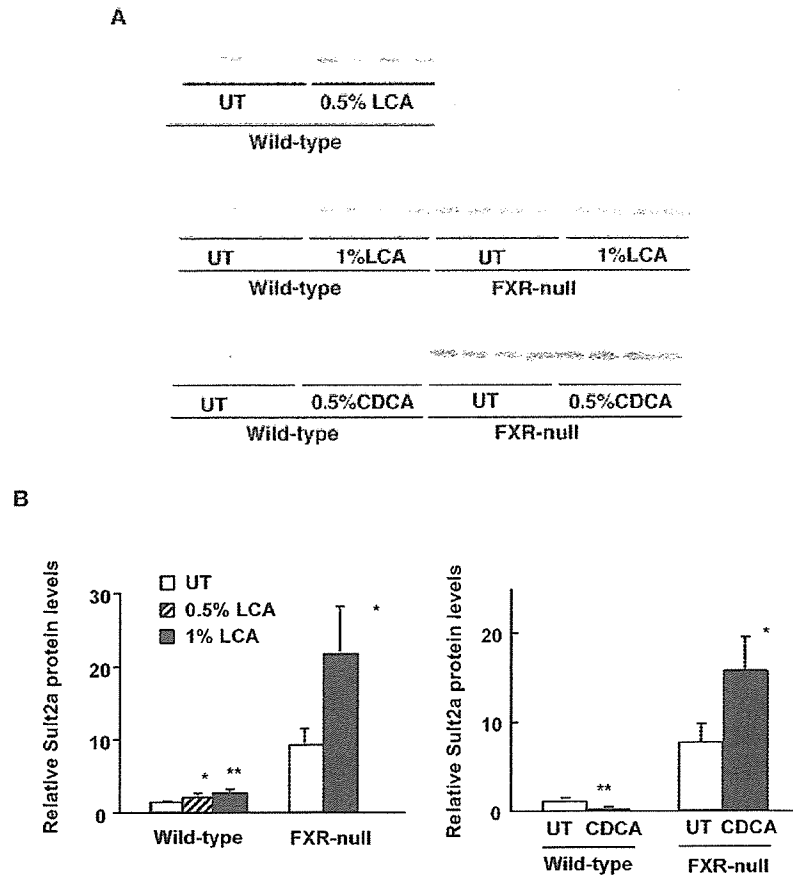 A
UT 0.5% LCA
Wild-type
UT 1%LCA UT 1%LCA
Wild-type FXR-null
UT 0.5%CDCA UT 0.5%CDCA
Wild-type FXR-null
B
Relative Sult2a protein levels
30
20
10
0
UT
0.5% LCA
1% LCA
*
**
*
Wild-type FXR-null
Relative Sult2a protein levels
20
10
0
**
*
UT CDCA UT CDCA
Wild-type FXR-null